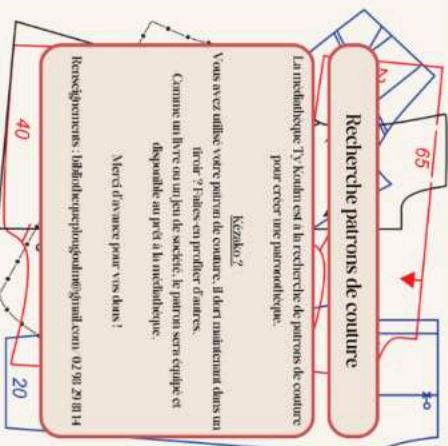 Recherche patrons de couture
La médiathèque Ty Koulm est à la recherche de patrons de couture
pour créer une patronothèque.
Kézako ?
Vous avez utilisé votre patron de couture, il dort maintenant dans un
tiroir ? Faites-en profiter d'autres.
Comme un livre ou un jeu de société, le patron sera équipé et
disponible au prêt à la médiathèque.
Merci d'avance pour vos dons !
Renseignements : bibliothequeplougoulm@gmail.com 02 98 29 81 14
65
40
20